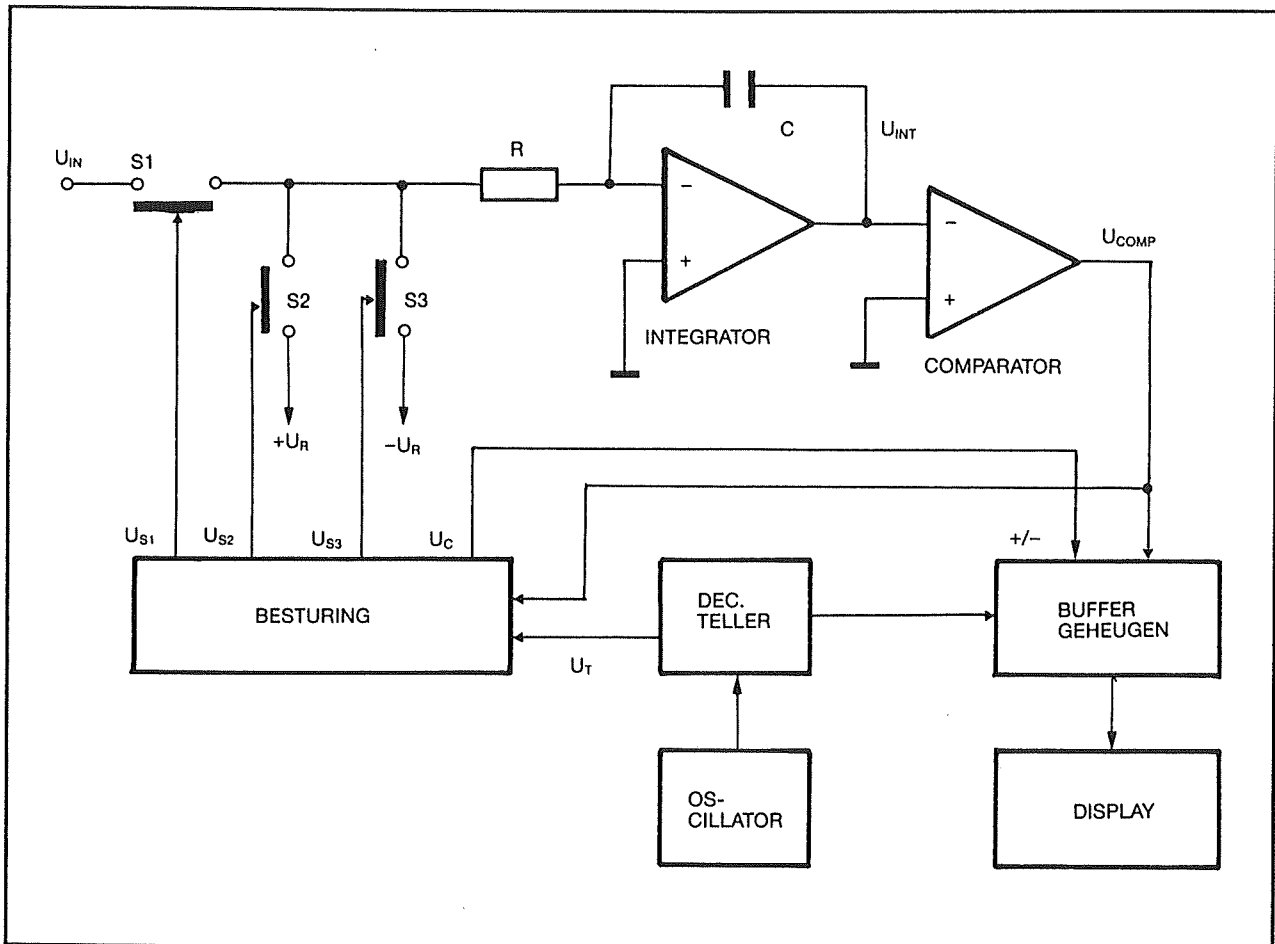 C
U_INT
R
U_IN
S1
−
+
−
+
U_COMP
S2
S3
INTEGRATOR
COMPARATOR
+U_R
−U_R
U_S1
U_S2
U_S3
U_C
+/−
BESTURING
DEC.
TELLER
BUFFER
GEHEUGEN
U_T
OS-
CILLATOR
DISPLAY